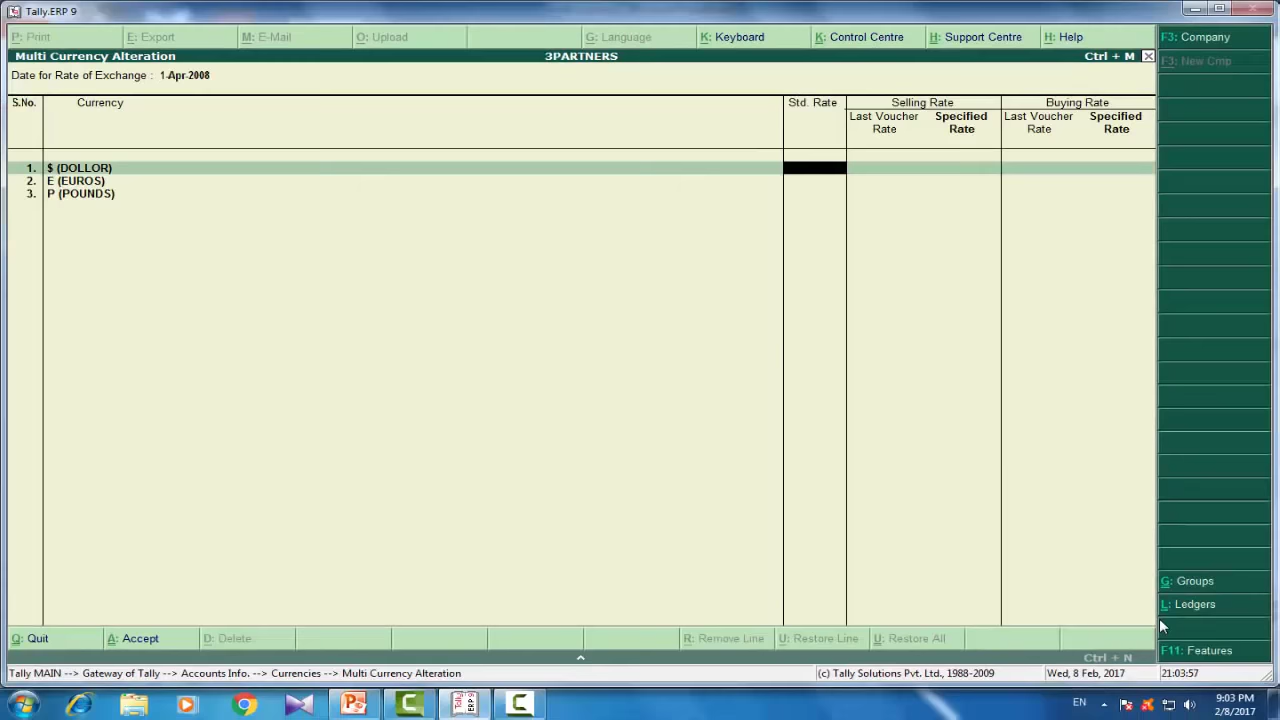 Tally.ERP 9
P: Print E: Export M: E-Mail O: Upload G: Language K: Keyboard K: Control Centre H: Support Centre H: Help
F3: Company
F3: New Cmp
Multi Currency Alteration 3PARTNERS Ctrl + M
Date for Rate of Exchange : 1-Apr-2008
S.No. Currency Std. Rate Selling Rate Buying Rate
Last Voucher Specified Last Voucher Specified
Rate Rate Rate Rate
1. $ (DOLLOR)
2. E (EUROS)
3. P (POUNDS)
G: Groups
L: Ledgers
F11: Features
Q: Quit A: Accept D: Delete R: Remove Line U: Restore Line U: Restore All
Ctrl + N
Tally MAIN --> Gateway of Tally --> Accounts Info. --> Currencies --> Multi Currency Alteration (c) Tally Solutions Pvt. Ltd., 1988-2009 Wed, 8 Feb, 2017 21:03:57
EN 9:03 PM
2/8/2017